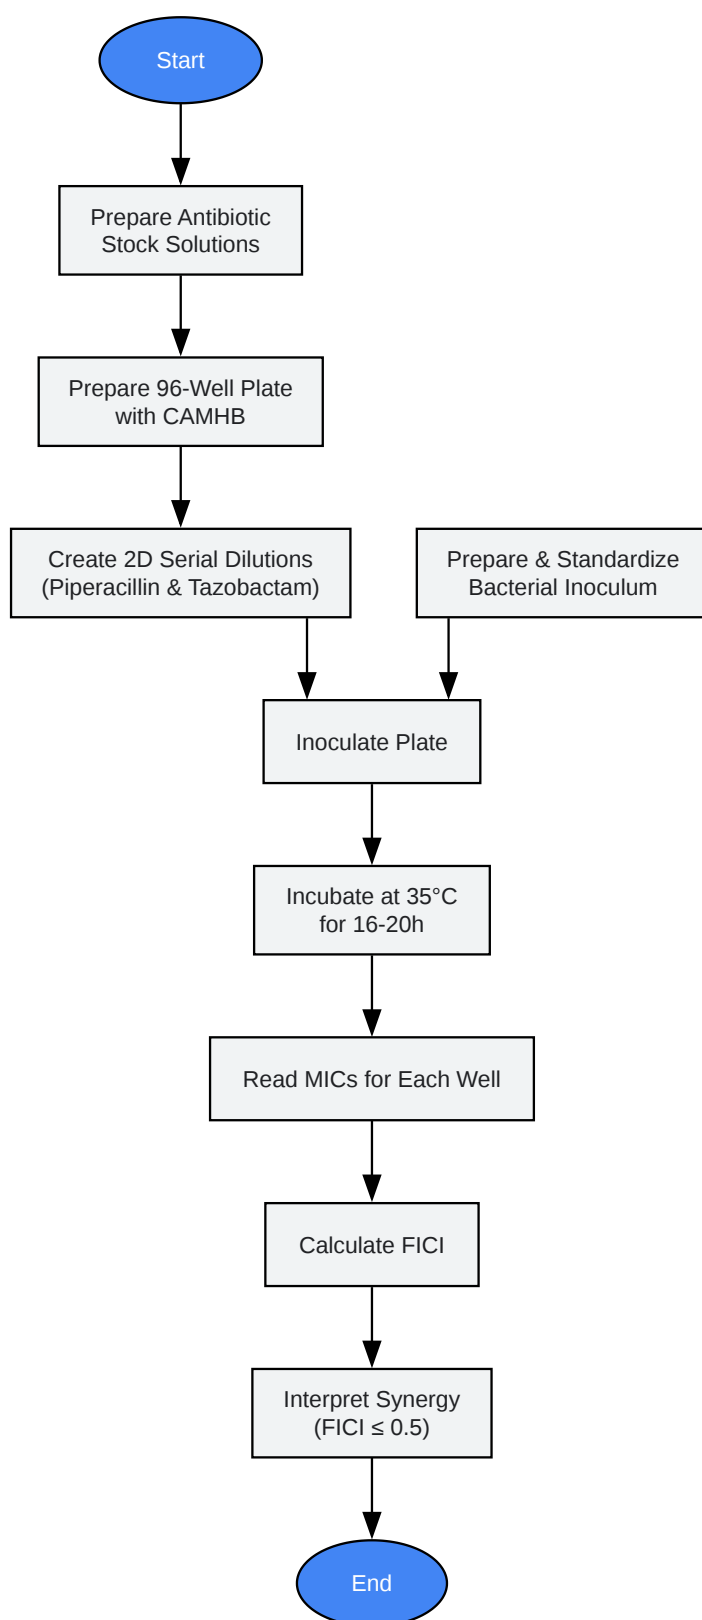 Start
Prepare Antibiotic
Stock Solutions
Prepare 96-Well Plate
with CAMHB
Create 2D Serial Dilutions
(Piperacillin & Tazobactam)
Prepare & Standardize
Bacterial Inoculum
Inoculate Plate
Incubate at 35°C
for 16-20h
Read MICs for Each Well
Calculate FICI
Interpret Synergy
(FICI ≤ 0.5)
End